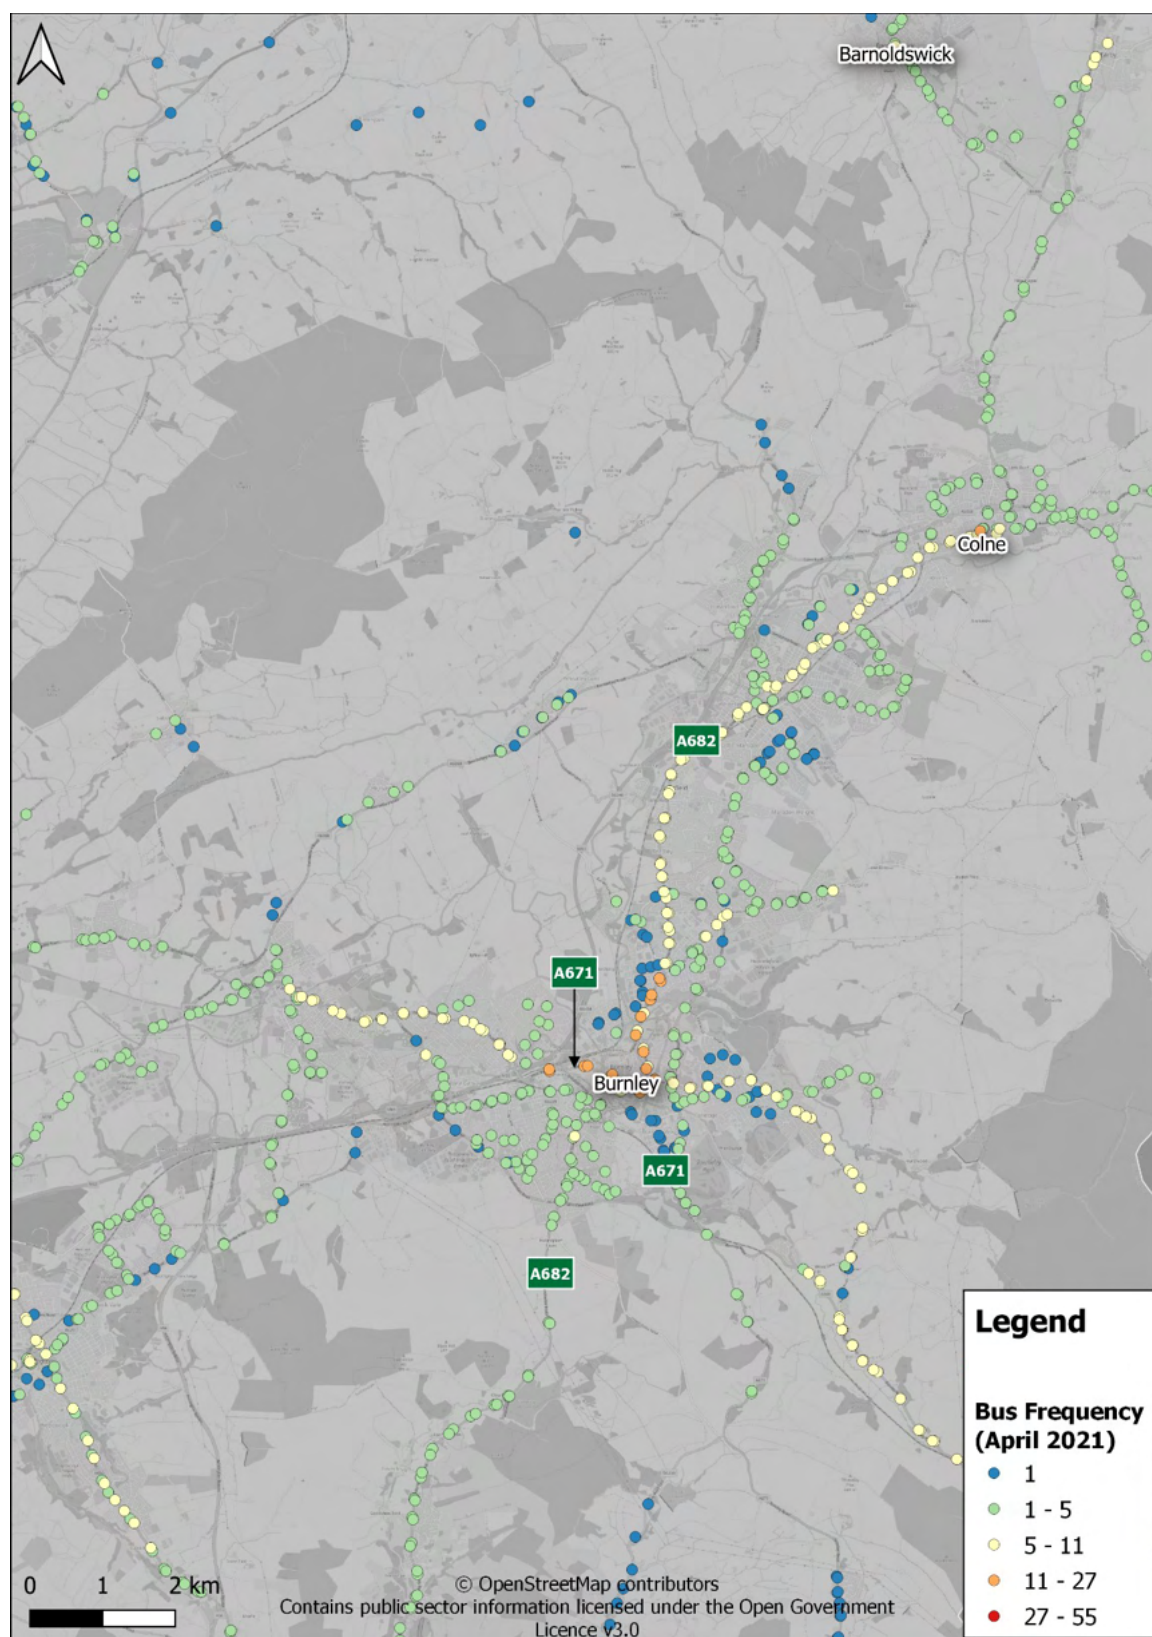 Barnoldswick
Colne
A682
A671
Burnley
A671
A682
Legend
Bus Frequency
(April 2021)
1
1 - 5
5 - 11
11 - 27
27 - 55
0 1 2 km
© OpenStreetMap contributors
Contains public sector information licensed under the Open Government
Licence v3.0